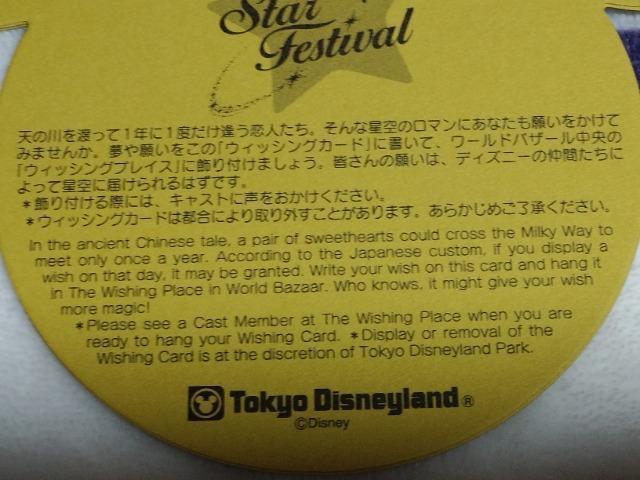 Star
Festival
天の川を渡って1年に1度だけ逢う恋人たち。そんな星空のロマンにあなたも願いをかけて
みませんか。夢や願いをこの「ウィッシングカード」に書いて、ワールドバザール中央の
「ウィッシングプレイス」に飾り付けましょう。皆さんの願いは、ディズニーの仲間たちに
よって星空に届けられるはずです。
*飾り付ける際には、キャストに声をおかけください。
*ウィッシングカードは都合により取り外すことがあります。あらかじめご了承ください。
In the ancient Chinese tale, a pair of sweethearts could cross the Milky Way to
meet only once a year. According to the Japanese custom, if you display a
wish on that day, it may be granted. Write your wish on this card and hang it
in The Wishing Place in World Bazaar. Who knows, it might give your wish
more magic!
*Please see a Cast Member at The Wishing Place when you are
ready to hang your Wishing Card. *Display or removal of the
Wishing Card is at the discretion of Tokyo Disneyland Park.
Tokyo Disneyland®
©Disney